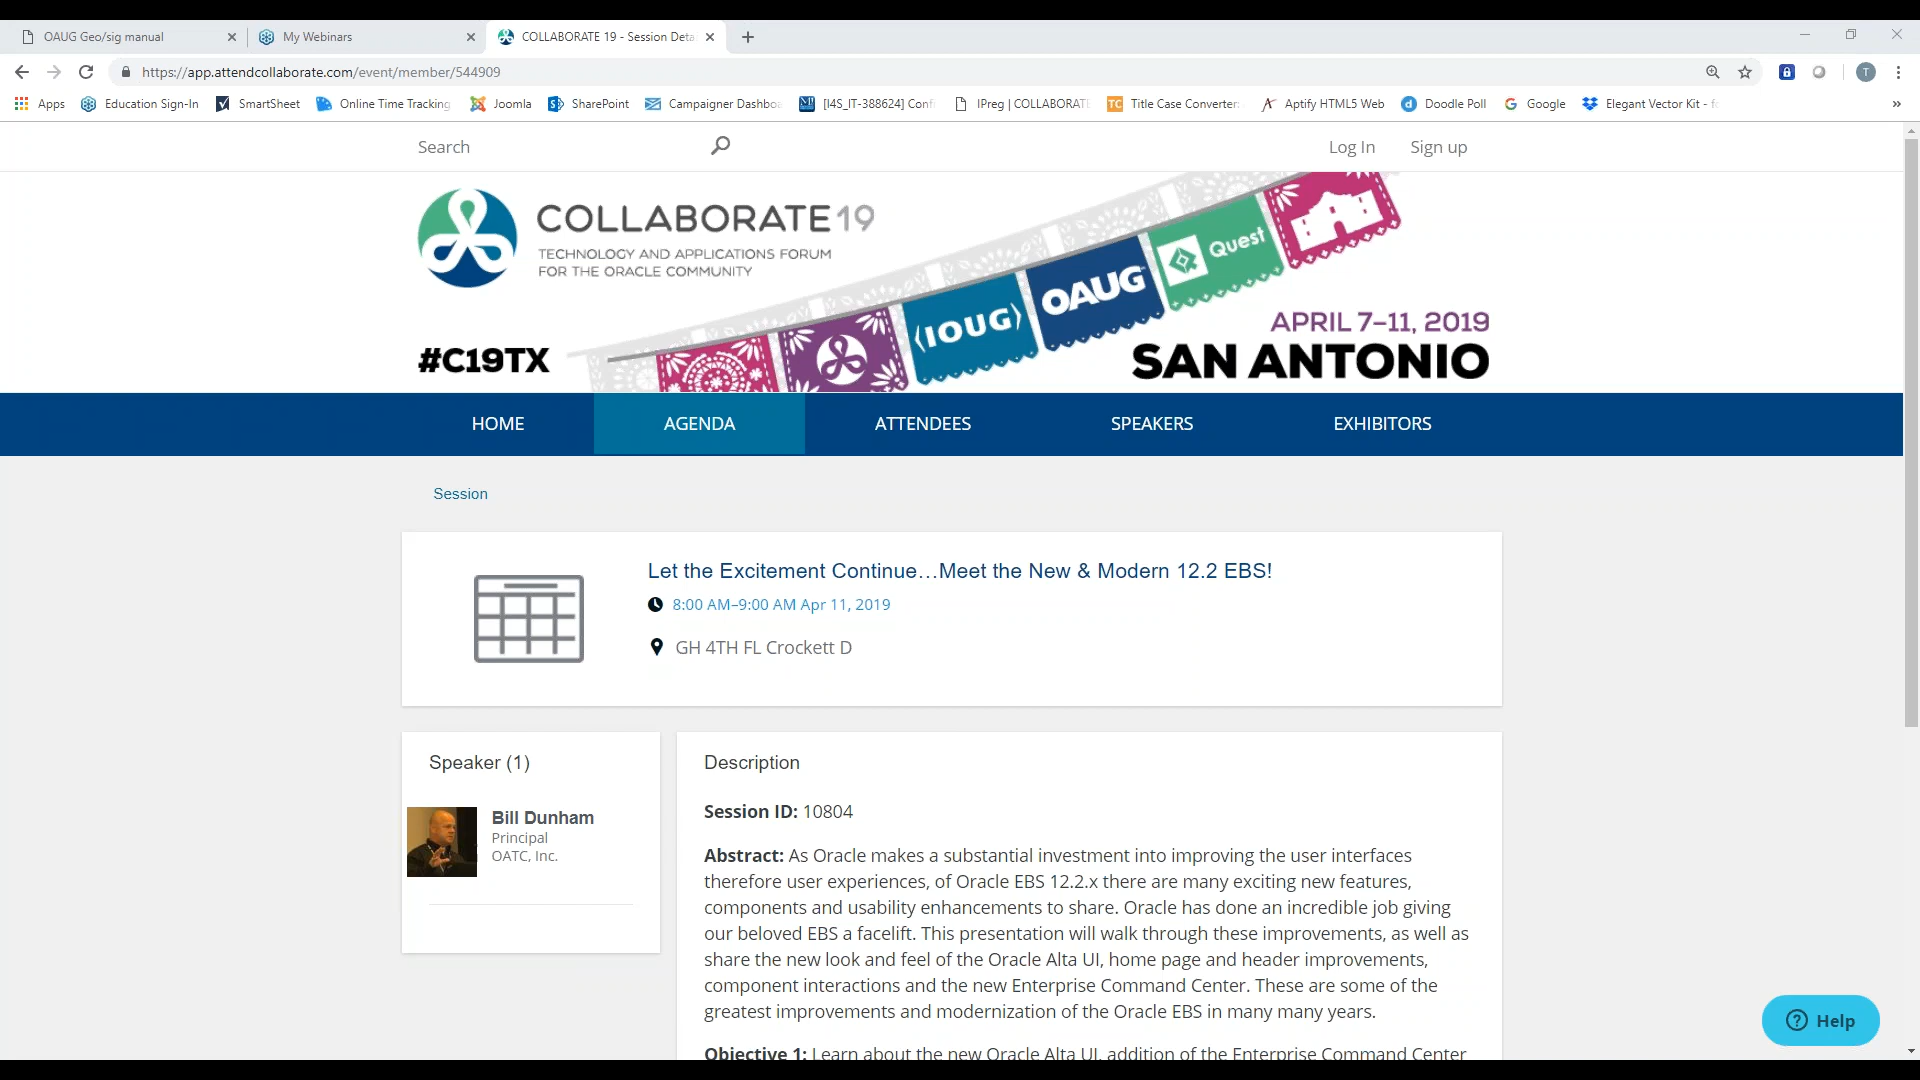 OAUG Geo/sig manual
My Webinars
COLLABORATE 19 - Session Deta
https://app.attendcollaborate.com/event/member/544909
Apps
Education Sign-In
SmartSheet
Online Time Tracking
Joomla
SharePoint
Campaigner Dashbo
[I4S_IT-388624] Conf
IPreg | COLLABORAT
TC
Title Case Converter
Aptify HTML5 Web
Doodle Poll
Google
Elegant Vector Kit - f
»
Search
Log In
Sign up
COLLABORATE19
TECHNOLOGY AND APPLICATIONS FORUM
FOR THE ORACLE COMMUNITY
#C19TX
(IOUG)
OAUG
Quest
APRIL 7–11, 2019
SAN ANTONIO
HOME
AGENDA
ATTENDEES
SPEAKERS
EXHIBITORS
Session
Let the Excitement Continue…Meet the New & Modern 12.2 EBS!
8:00 AM–9:00 AM Apr 11, 2019
GH 4TH FL Crockett D
Speaker (1)
Bill Dunham
Principal
OATC, Inc.
Description
Session ID: 10804
Abstract: As Oracle makes a substantial investment into improving the user interfaces
therefore user experiences, of Oracle EBS 12.2.x there are many exciting new features,
components and usability enhancements to share. Oracle has done an incredible job giving
our beloved EBS a facelift. This presentation will walk through these improvements, as well as
share the new look and feel of the Oracle Alta UI, home page and header improvements,
component interactions and the new Enterprise Command Center. These are some of the
greatest improvements and modernization of the Oracle EBS in many many years.
Objective 1: Learn about the new Oracle Alta UI, addition of the Enterprise Command Center
Help